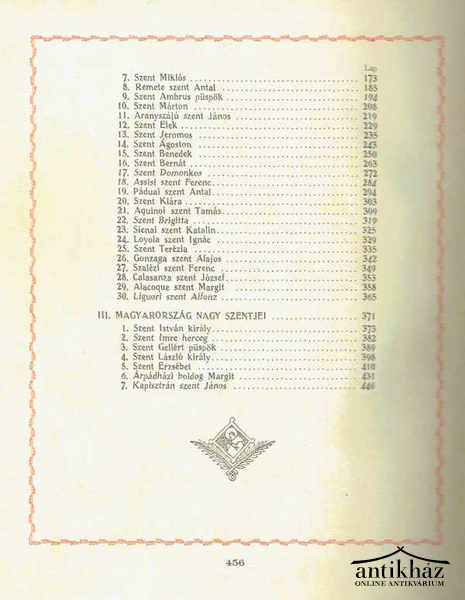 Lap
7. Szent Miklós 173
8. Remete szent Antal 185
9. Szent Ambrus püspök 194
10. Szent Márton 208
11. Aranyszájú szent János 219
12. Szent Elek 229
13. Szent Jeromos 235
14. Szent Ágoston 243
15. Szent Benedek 256
16. Szent Bernát 263
17. Szent Domonkos 272
18. Assisi szent Ferenc 284
19. Páduai szent Antal 294
20. Szent Klára 303
21. Aquinoi szent Tamás 309
22. Szent Brigitta 319
23. Sienai szent Katalin 325
24. Loyola szent Ignác 329
25. Szent Terézia 335
26. Gonzaga szent Alajos 342
27. Szalézi szent Ferenc 349
28. Calasanza szent József 353
29. Alacoque szent Margit 358
30. Liguori szent Alfonz 365
III. MAGYARORSZÁG NAGY SZENTJEI 371
1. Szent István király 373
2. Szent Imre herceg 382
3. Szent Gellért püspök 389
4. Szent László király 398
5. Szent Erzsébet 410
6. Árpádházi boldog Margit 431
7. Kapisztrán szent János 446
456
antikház
ONLINE ANTIKVÁRIUM